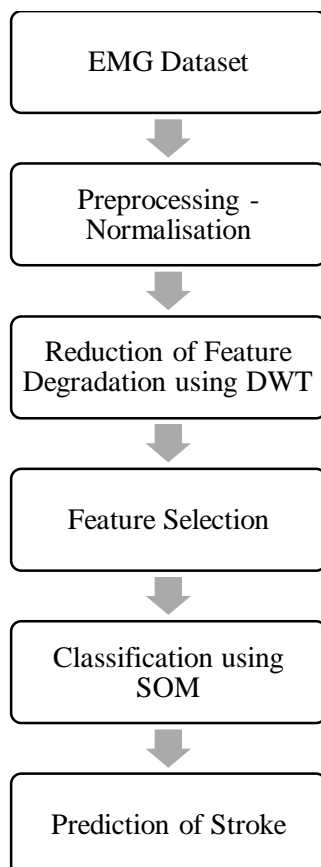 EMG Dataset
Preprocessing -
Normalisation
Reduction of Feature
Degradation using DWT
Feature Selection
Classification using
SOM
Prediction of Stroke